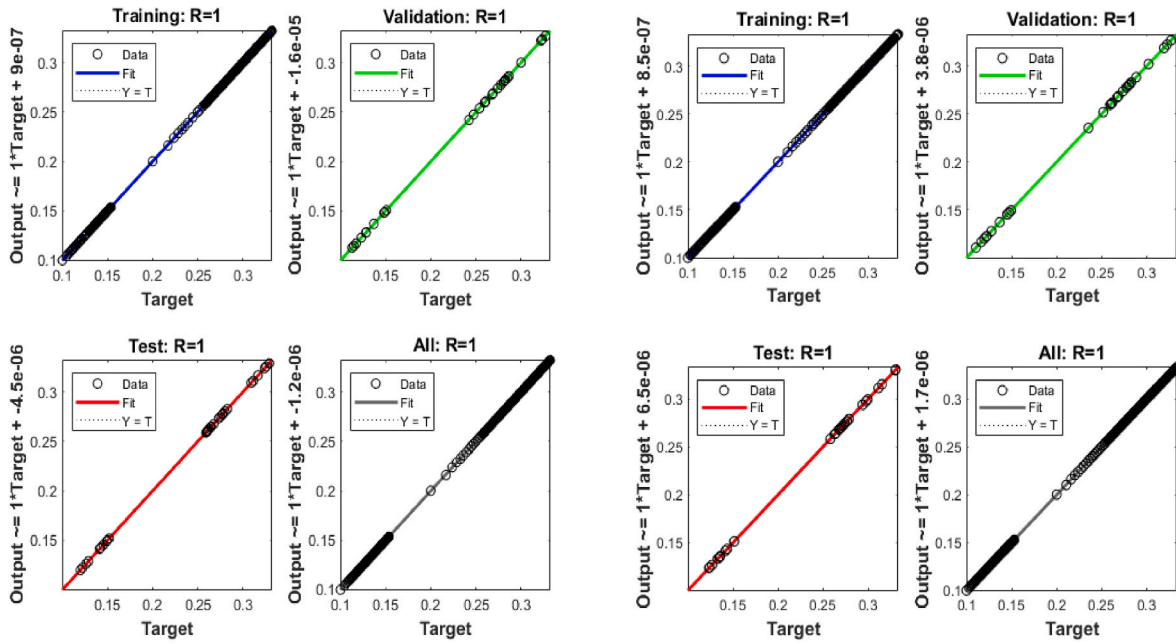 Training: R=1
Output ~= 1*Target + 9e-07
Data
Fit
Y = T
0.3
0.25
0.2
0.15
0.1
0.1 0.15 0.2 0.25 0.3
Target
Validation: R=1
Output ~= 1*Target + -1.6e-05
Data
Fit
Y = T
0.3
0.25
0.2
0.15
0.15 0.2 0.25 0.3
Target
Training: R=1
Output ~= 1*Target + 8.5e-07
Data
Fit
Y = T
0.3
0.25
0.2
0.15
0.1
0.1 0.15 0.2 0.25 0.3
Target
Validation: R=1
Output ~= 1*Target + 3.8e-06
Data
Fit
Y = T
0.3
0.25
0.2
0.15
0.15 0.2 0.25 0.3
Target
Test: R=1
Output ~= 1*Target + -4.5e-06
Data
Fit
Y = T
0.3
0.25
0.2
0.15
0.15 0.2 0.25 0.3
Target
All: R=1
Output ~= 1*Target + -1.2e-06
Data
Fit
Y = T
0.3
0.25
0.2
0.15
0.1
0.1 0.15 0.2 0.25 0.3
Target
Test: R=1
Output ~= 1*Target + 6.5e-06
Data
Fit
Y = T
0.3
0.25
0.2
0.15
0.15 0.2 0.25 0.3
Target
All: R=1
Output ~= 1*Target + 1.7e-06
Data
Fit
Y = T
0.3
0.25
0.2
0.15
0.1
0.1 0.15 0.2 0.25 0.3
Target